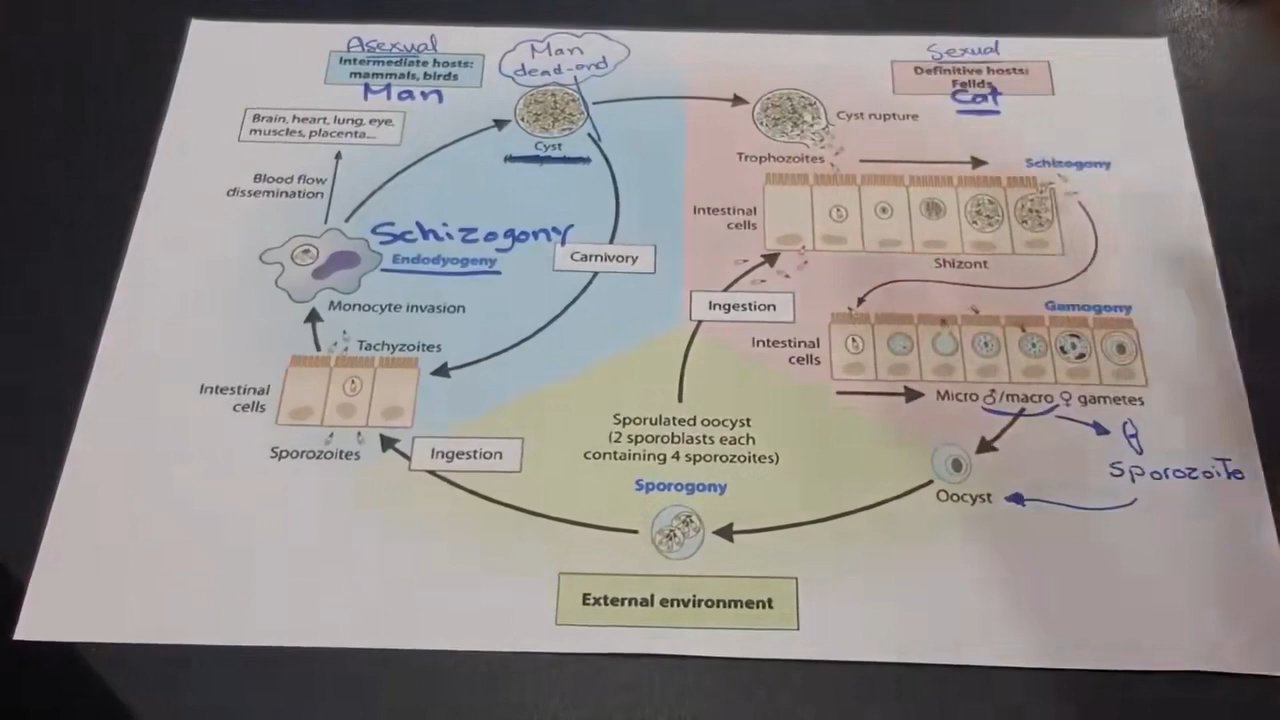 Asexual
Intermediate hosts:
mammals, birds
Man
Man
dead-end
Sexual
Definitive hosts:
Felids
Cat
Brain, heart, lung, eye,
muscles, placenta...
Cyst
Cyst rupture
Trophozoites
Schizogony
Blood flow
dissemination
Intestinal
cells
Shizont
Schizogony
Endodyogeny
Carnivory
Monocyte invasion
Ingestion
Gamogony
Tachyzoites
Intestinal
cells
Intestinal
cells
Micro ♂/macro ♀ gametes
Sporulated oocyst
(2 sporoblasts each
containing 4 sporozoites)
Sporozoites
Ingestion
Sporozoite
Oocyst
Sporogony
External environment